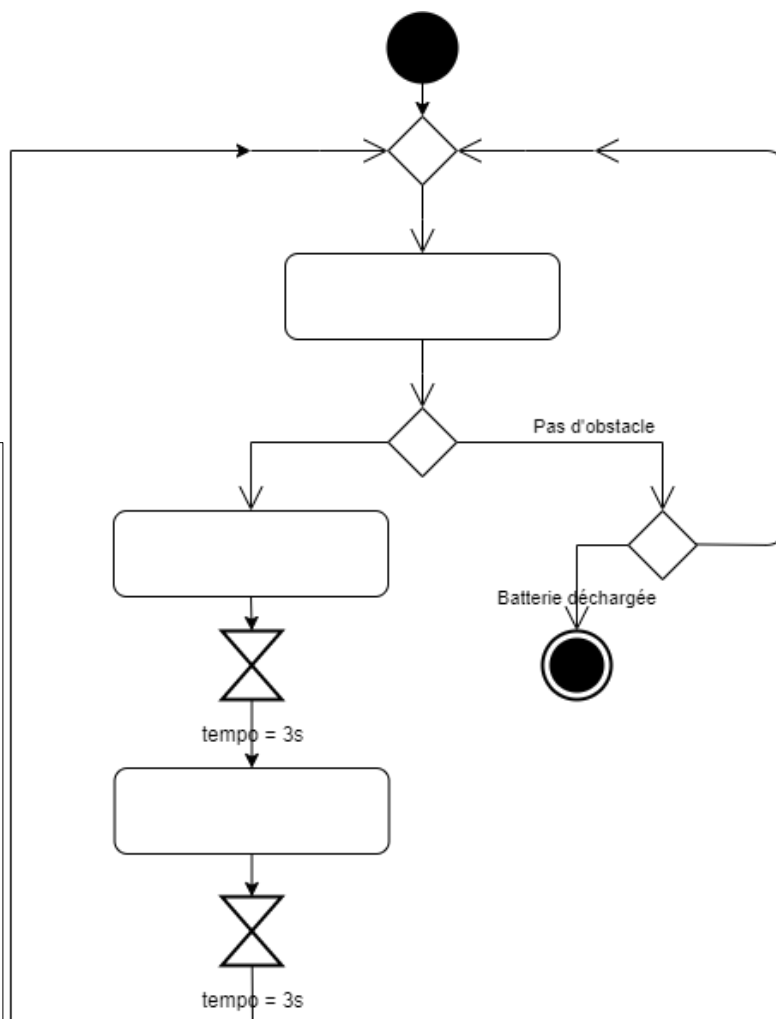 Pas d'obstacle
Batterie déchargée
tempo = 3s
tempo = 3s